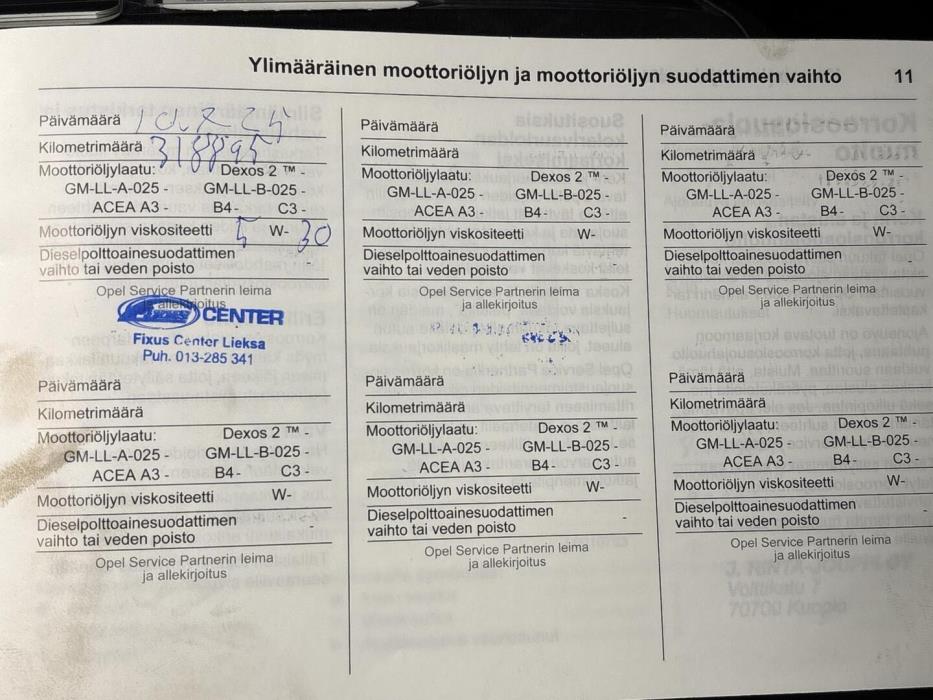 Ylimääräinen moottoriöljyn ja moottoriöljyn suodattimen vaihto 11
Päivämäärä
Kilometrimäärä 318895
Moottoriöljylaatu: Dexos 2 ™ -
GM-LL-A-025 - GM-LL-B-025 -
ACEA A3 - B4- C3 -
Moottoriöljyn viskositeetti 5 W- 30
Dieselpolttoainesuodattimen
vaihto tai veden poisto -
Opel Service Partnerin leima
ja allekirjoitus
CENTER
Fixus Center Lieksa
Puh. 013-285 341
Päivämäärä
Kilometrimäärä
Moottoriöljylaatu: Dexos 2 ™ -
GM-LL-A-025 - GM-LL-B-025 -
ACEA A3 - B4- C3 -
Moottoriöljyn viskositeetti W-
Dieselpolttoainesuodattimen
vaihto tai veden poisto -
Opel Service Partnerin leima
ja allekirjoitus
Päivämäärä
Kilometrimäärä
Moottoriöljylaatu: Dexos 2 ™ -
GM-LL-A-025 - GM-LL-B-025 -
ACEA A3 - B4- C3 -
Moottoriöljyn viskositeetti W-
Dieselpolttoainesuodattimen
vaihto tai veden poisto -
Opel Service Partnerin leima
ja allekirjoitus
Päivämäärä
Kilometrimäärä
Moottoriöljylaatu: Dexos 2 ™ -
GM-LL-A-025 - GM-LL-B-025 -
ACEA A3 - B4- C3 -
Moottoriöljyn viskositeetti W-
Dieselpolttoainesuodattimen
vaihto tai veden poisto -
Opel Service Partnerin leima
ja allekirjoitus
Päivämäärä
Kilometrimäärä
Moottoriöljylaatu: Dexos 2 ™ -
GM-LL-A-025 - GM-LL-B-025 -
ACEA A3 - B4- C3 -
Moottoriöljyn viskositeetti W-
Dieselpolttoainesuodattimen
vaihto tai veden poisto -
Opel Service Partnerin leima
ja allekirjoitus
Päivämäärä
Kilometrimäärä
Moottoriöljylaatu: Dexos 2 ™ -
GM-LL-A-025 - GM-LL-B-025 -
ACEA A3 - B4- C3 -
Moottoriöljyn viskositeetti W-
Dieselpolttoainesuodattimen
vaihto tai veden poisto -
Opel Service Partnerin leima
ja allekirjoitus